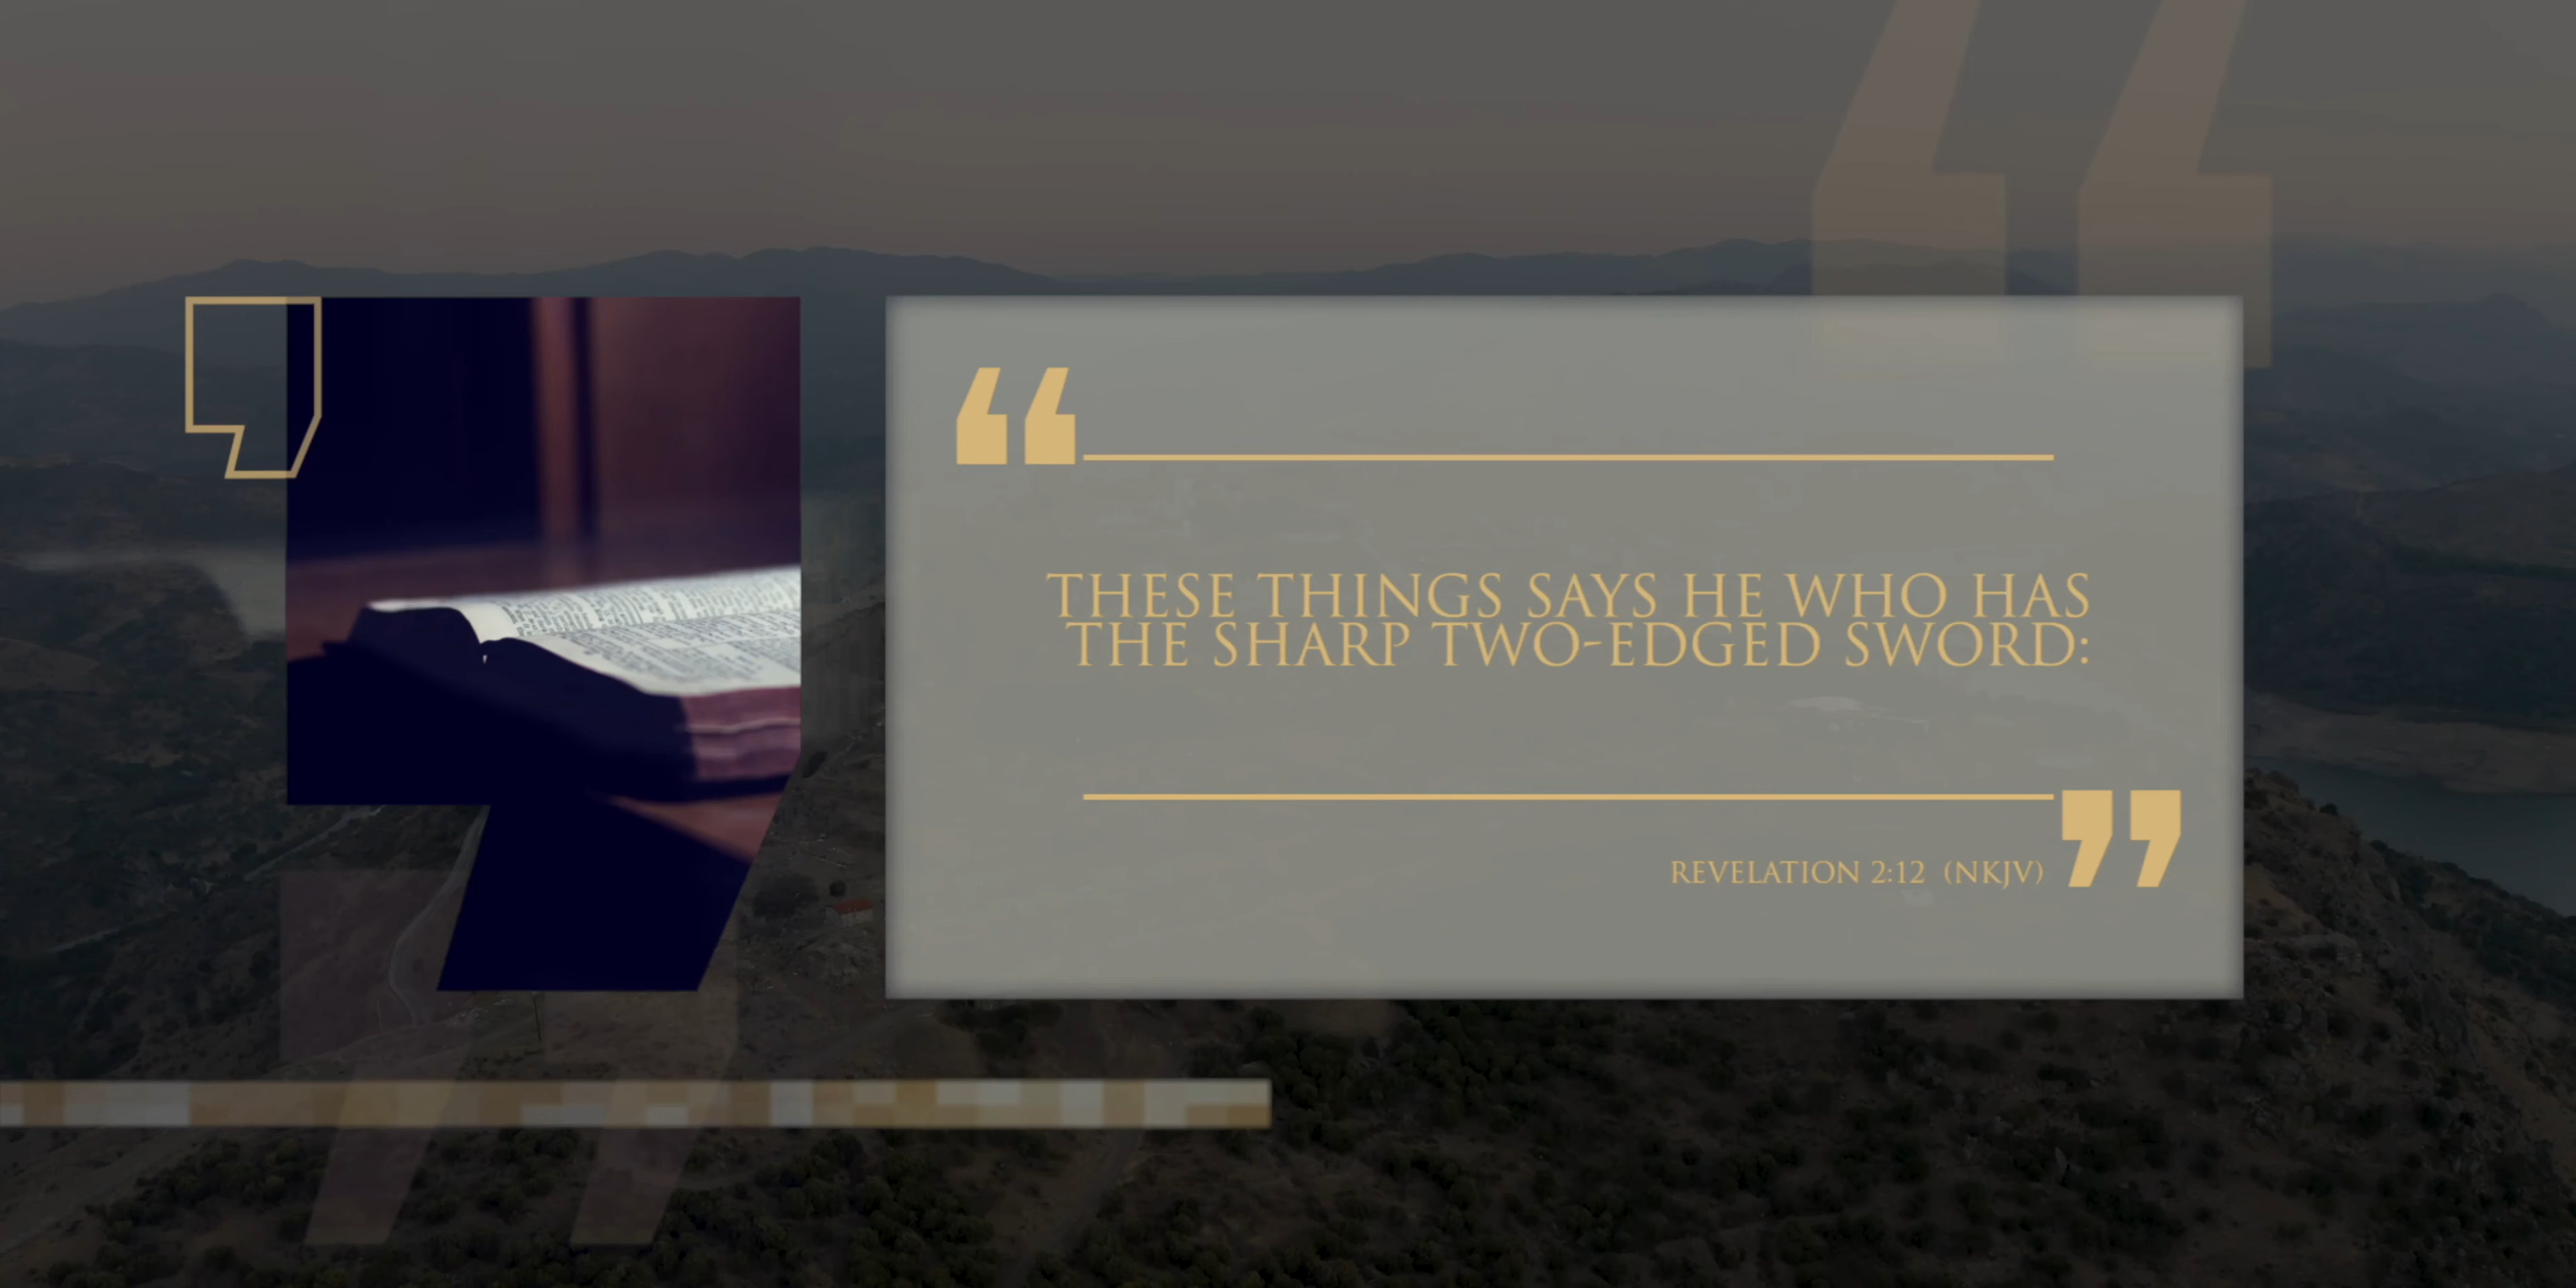 “
THESE THINGS SAYS HE WHO HAS
THE SHARP TWO-EDGED SWORD:
”
REVELATION 2:12 (NKJV)